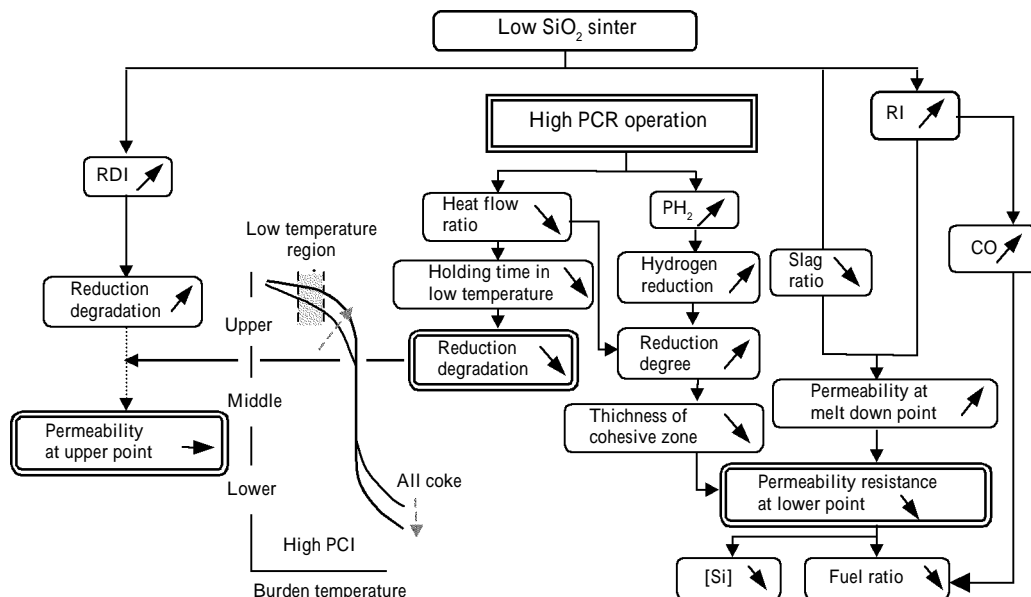 Low SiO₂ sinter
High PCR operation
RI
RDI
Heat flow
ratio
PH₂
CO
Low temperature
region
Holding time in
low temperature
Hydrogen
reduction
Slag
ratio
Reduction
degradation
Upper
Reduction
degradation
Reduction
degree
Middle
Permeability at
melt down point
Thichness of
cohesive zone
Permeability
at upper point
Lower
All coke
Permeability resistance
at lower point
High PCI
[Si]
Fuel ratio
Burden temperature